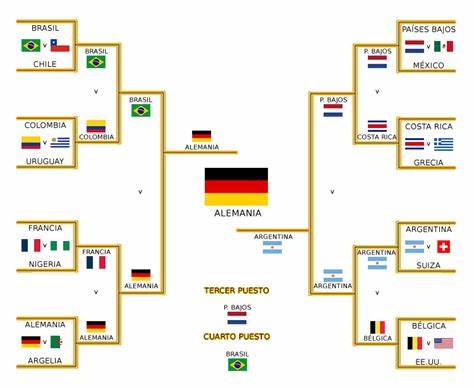 BRASIL
v
CHILE
BRASIL
v
COLOMBIA
v
URUGUAY
COLOMBIA
BRASIL
FRANCIA
v
NIGERIA
FRANCIA
v
ALEMANIA
v
ARGELIA
ALEMANIA
ALEMANIA
v
ALEMANIA
ALEMANIA
PAÍSES BAJOS
v
MÉXICO
P. BAJOS
v
COSTA RICA
v
GRECIA
COSTA RICA
P. BAJOS
v
ARGENTINA
v
SUIZA
ARGENTINA
v
BÉLGICA
v
EE.UU.
BÉLGICA
ARGENTINA
ARGENTINA
TERCER PUESTO
P. BAJOS
CUARTO PUESTO
BRASIL